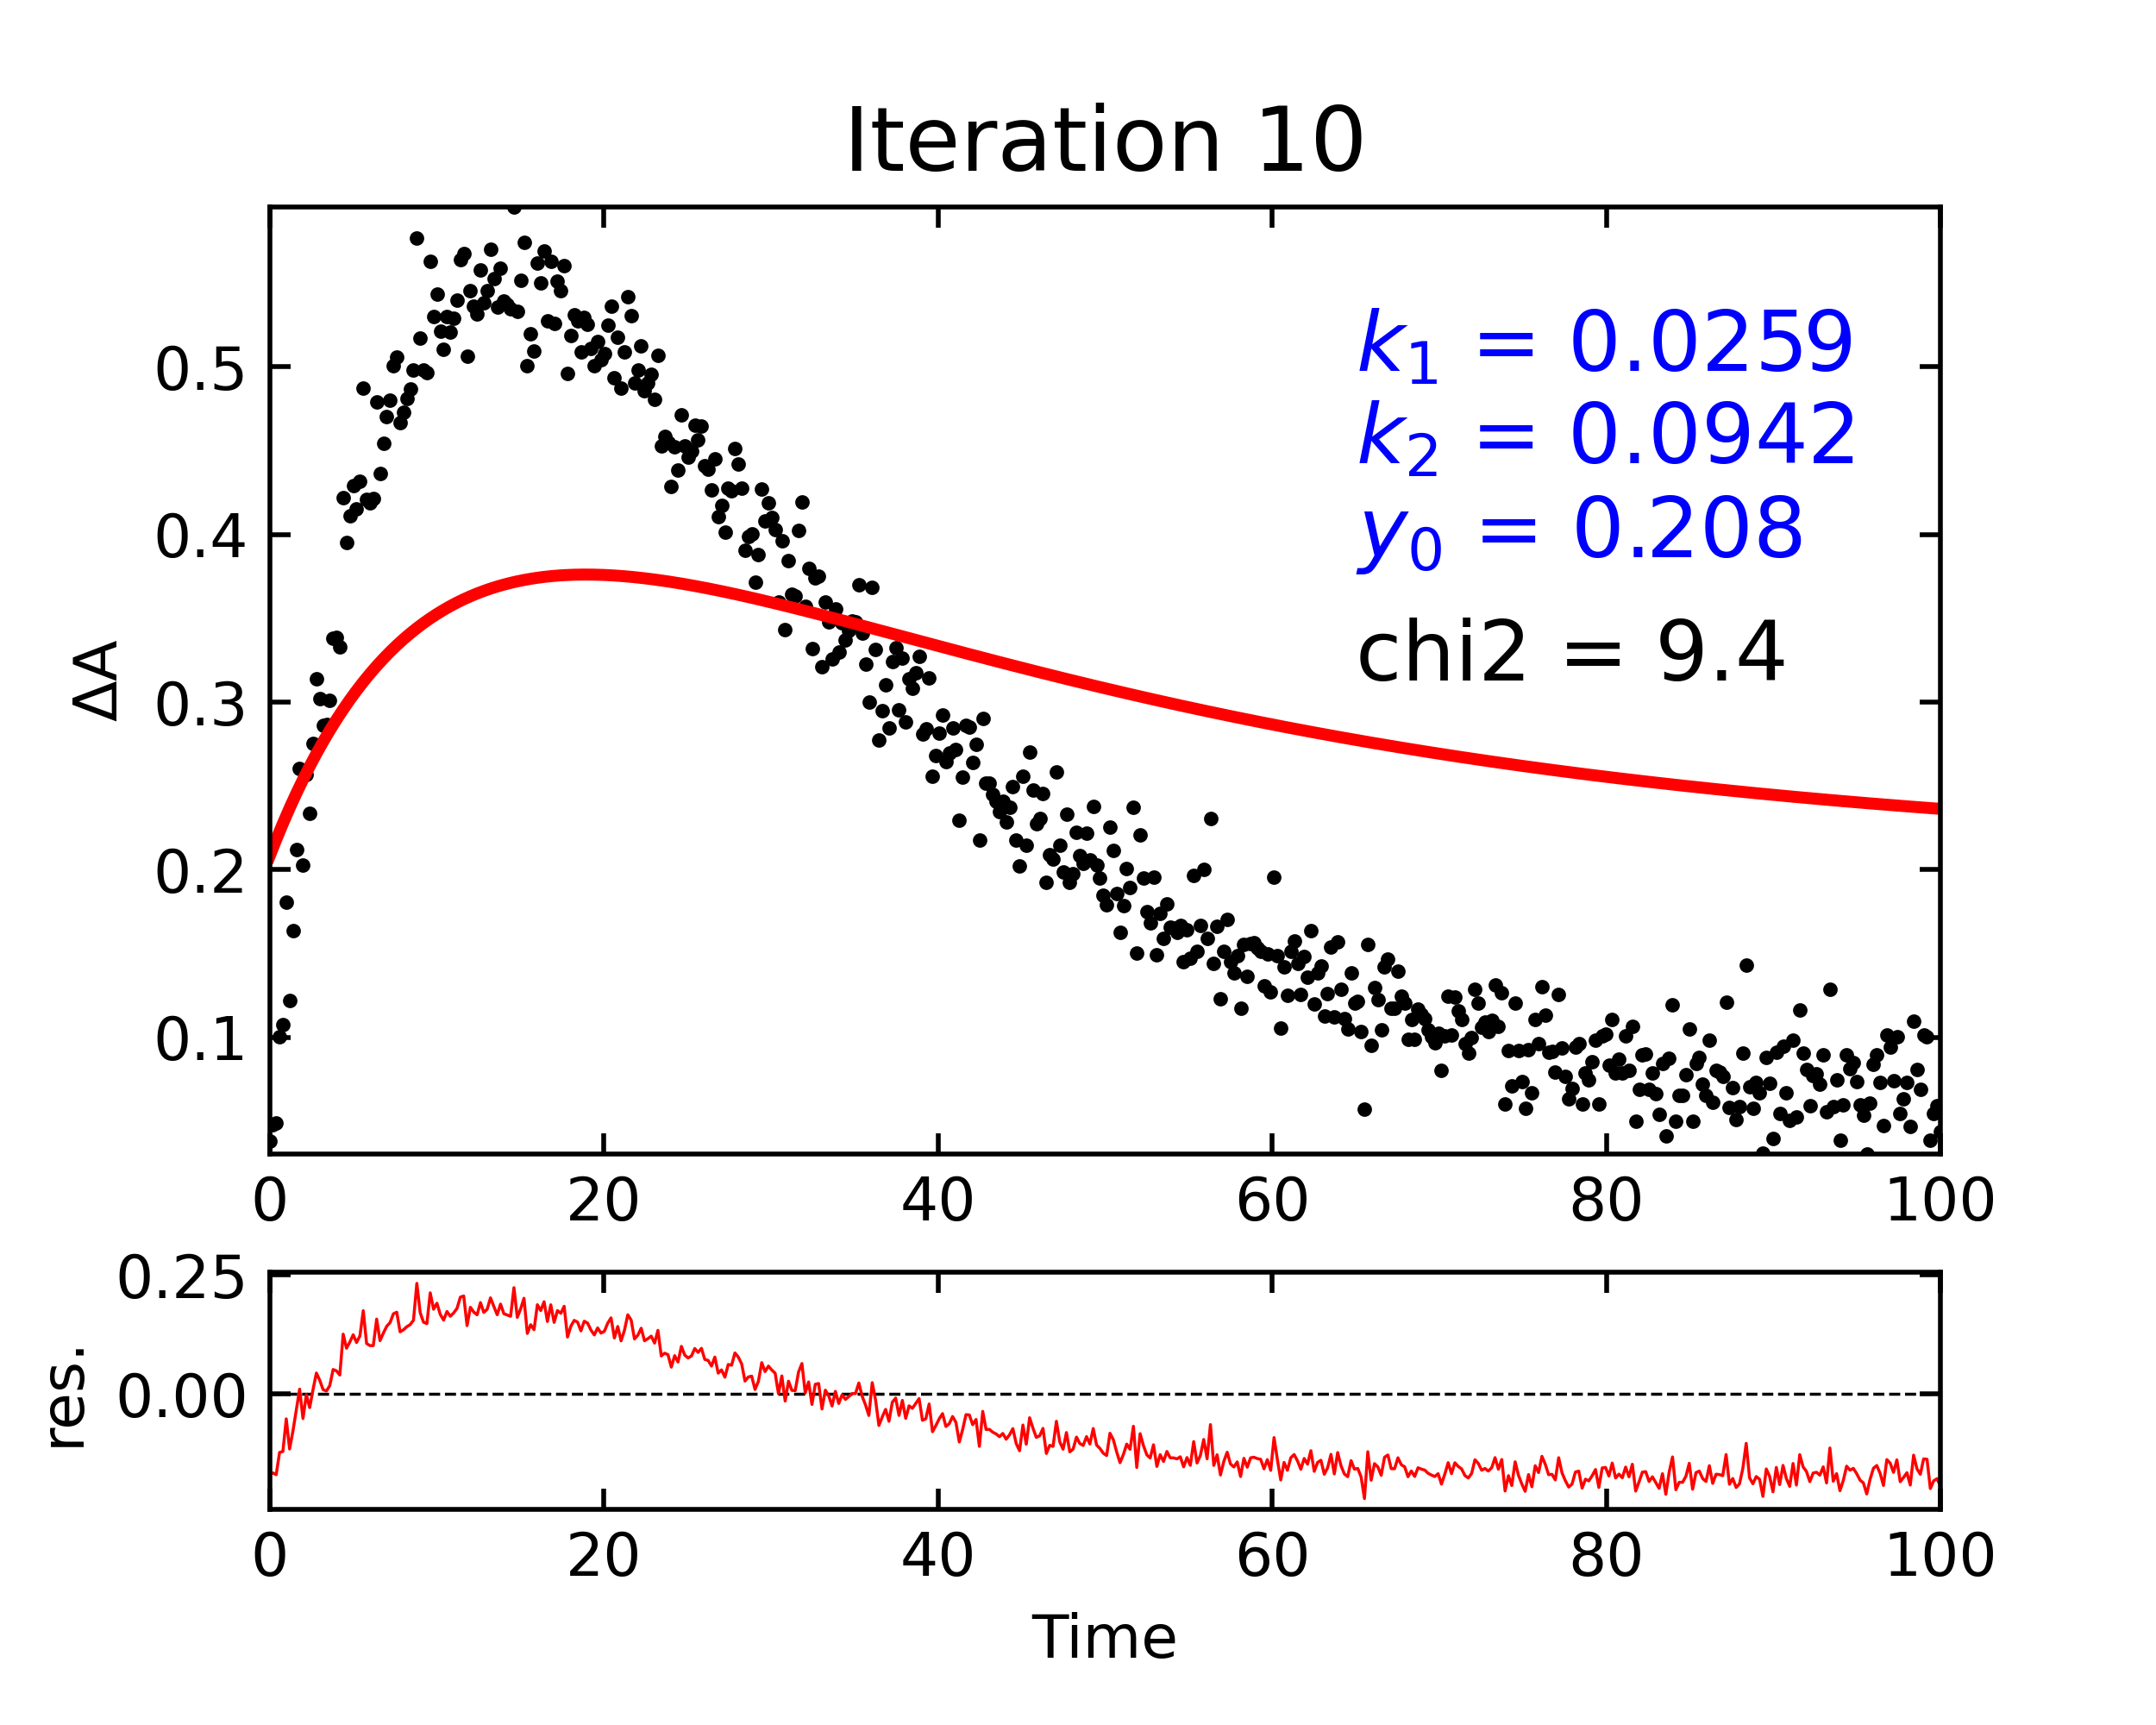 Iteration 10
ΔA
0.5
0.4
0.3
0.2
0.1
k1 = 0.0259
k2 = 0.0942
y0 = 0.208
chi2 = 9.4
0 20 40 60 80 100
res.
0.25
0.00
0 20 40 60 80 100
Time